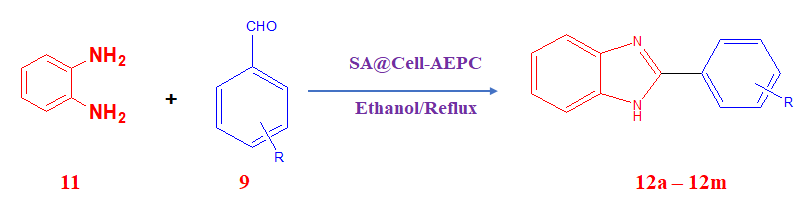 CHO
NH2
NH2
+
R
SA@Cell-AEPC
Ethanol/Reflux
N
N
H
R
11
9
12a – 12m